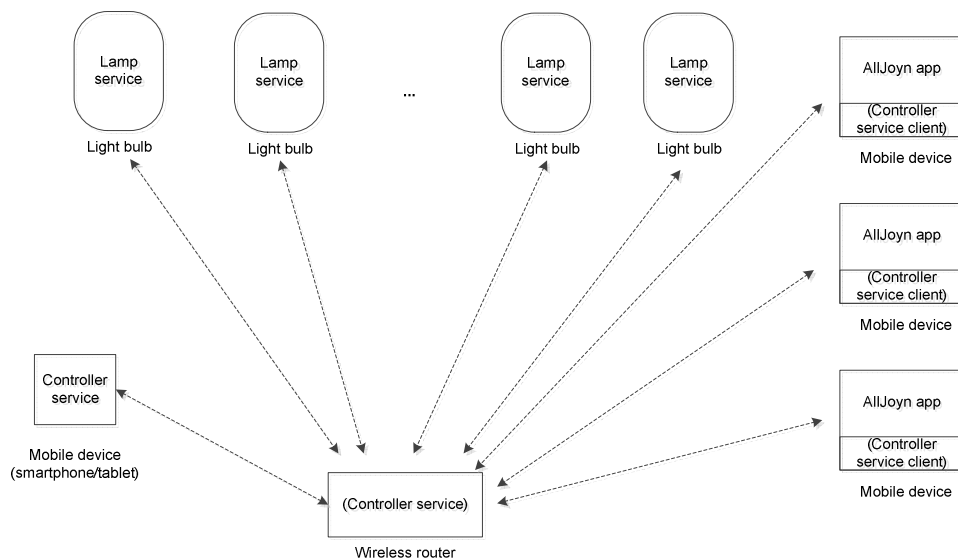 Lamp
service
Light bulb
Lamp
service
Light bulb
...
Lamp
service
Light bulb
Lamp
service
Light bulb
AllJoyn app
(Controller
service client)
Mobile device
AllJoyn app
(Controller
service client)
Mobile device
AllJoyn app
(Controller
service client)
Mobile device
Controller
service
Mobile device
(smartphone/tablet)
(Controller service)
Wireless router